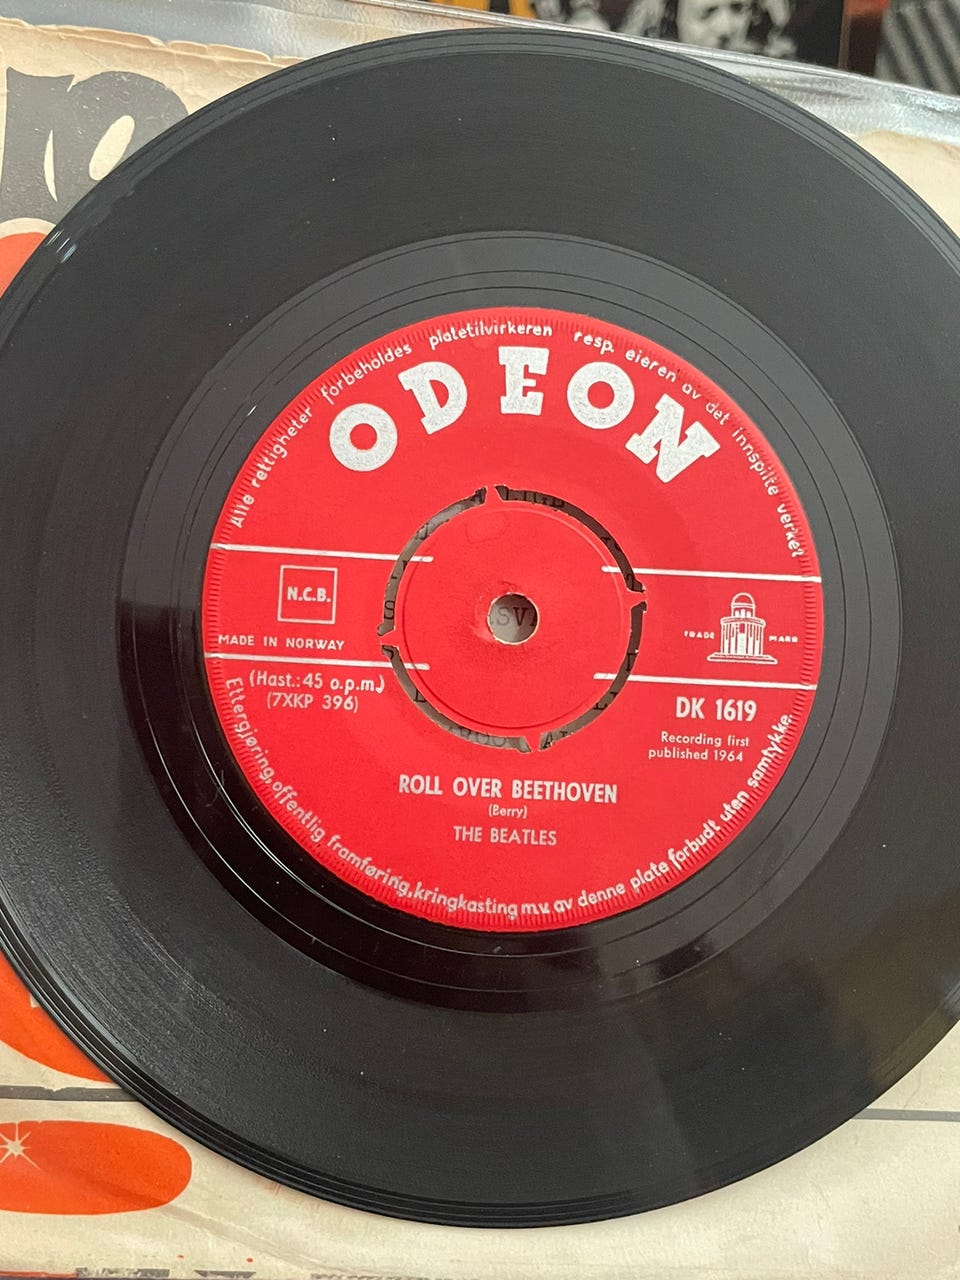 Alle rettigheter forbeholdes platetilvirkeren resp. eieren av det innspilte verket
ODEON
N.C.B.
MADE IN NORWAY
TRADE MARK
(Hast.: 45 o.p.m.)
(7XKP 396)
DK 1619
Recording first
published 1964
ROLL OVER BEETHOVEN
(Berry)
THE BEATLES
Ettergjøring, offentlig framføring, kringkasting m.v. av denne plate forbudt uten samtykke.